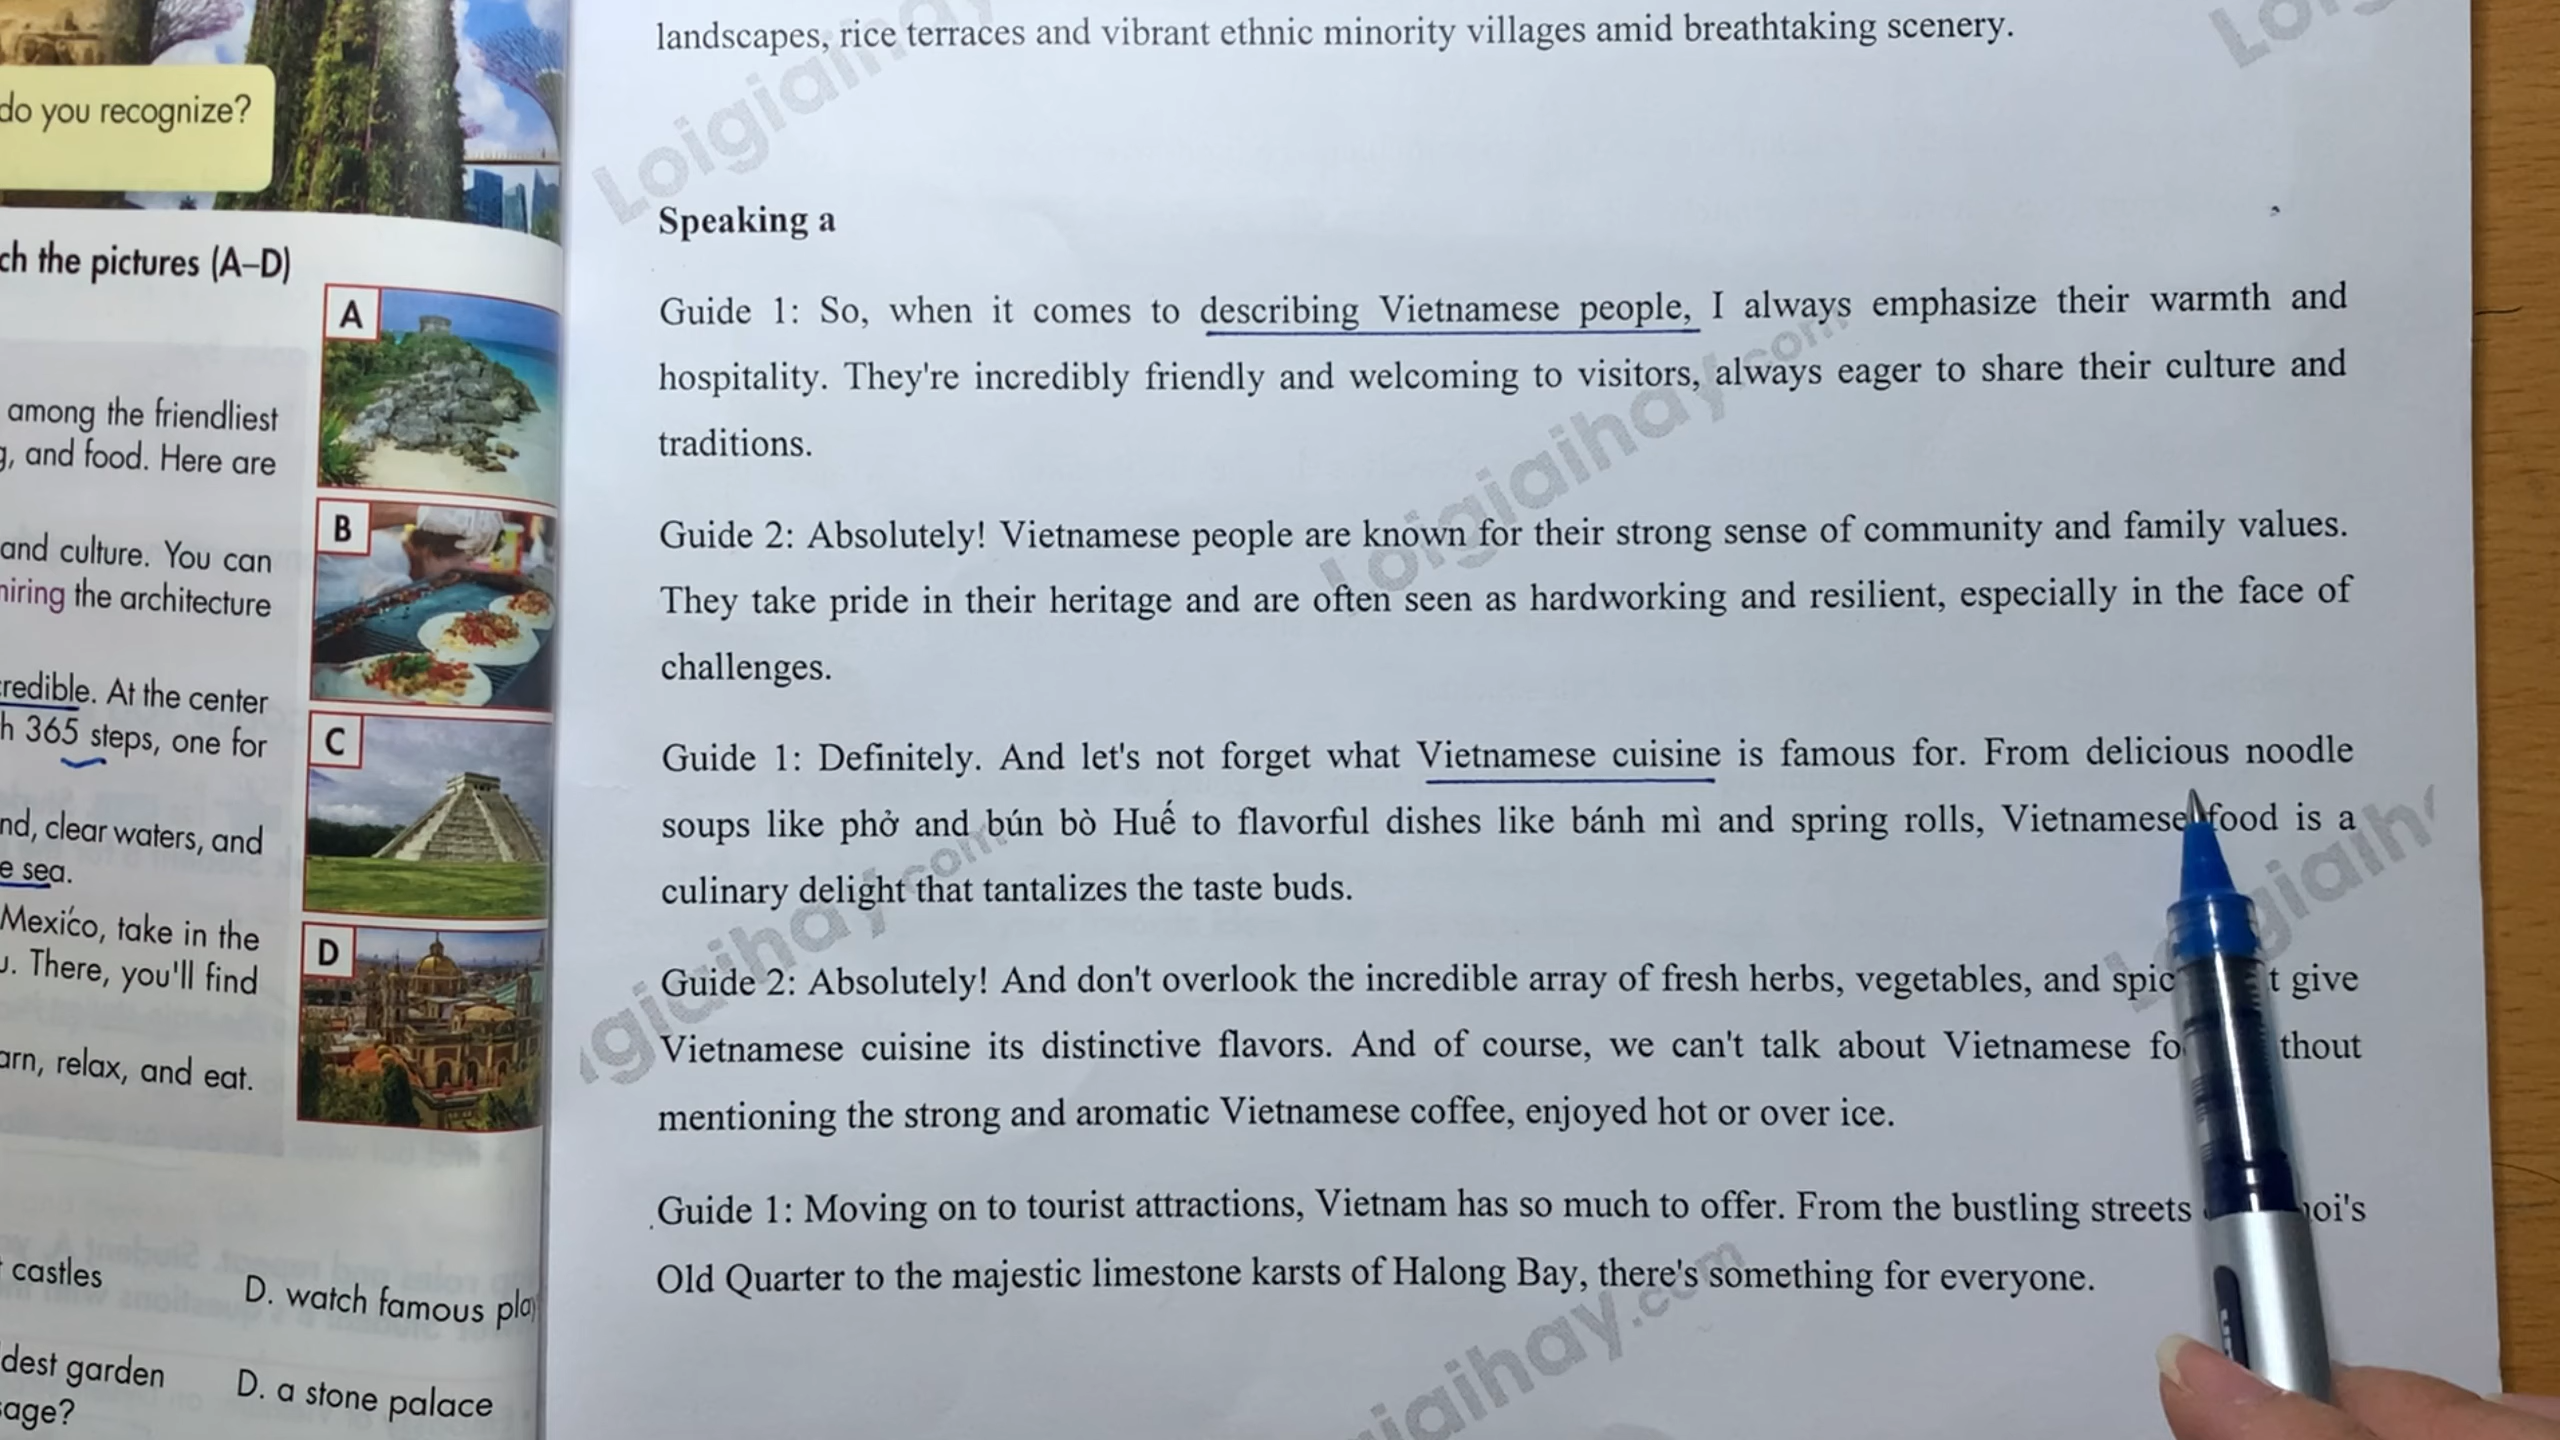 do you recognize?
ch the pictures (A–D)
among the friendliest
, and food. Here are
and culture. You can
the architecture
. At the center
365 steps, one for
, clear waters, and
sea.
Mexico, take in the
. There, you'll find
, relax, and eat.
castles
D. watch famous
garden
D. a stone palace
A
B
C
D
landscapes, rice terraces and vibrant ethnic minority villages amid breathtaking scenery.
Speaking a
Guide 1: So, when it comes to describing Vietnamese people, I always emphasize their warmth and
hospitality. They're incredibly friendly and welcoming to visitors, always eager to share their culture and
traditions.
Guide 2: Absolutely! Vietnamese people are known for their strong sense of community and family values.
They take pride in their heritage and are often seen as hardworking and resilient, especially in the face of
challenges.
Guide 1: Definitely. And let's not forget what Vietnamese cuisine is famous for. From delicious noodle
soups like phở and bún bò Huế to flavorful dishes like bánh mì and spring rolls, Vietnamese food is a
culinary delight that tantalizes the taste buds.
Guide 2: Absolutely! And don't overlook the incredible array of fresh herbs, vegetables, and give
Vietnamese cuisine its distinctive flavors. And of course, we can't talk about Vietnamese
mentioning the strong and aromatic Vietnamese coffee, enjoyed hot or over ice.
Guide 1: Moving on to tourist attractions, Vietnam has so much to offer. From the bustling streets
Old Quarter to the majestic limestone karsts of Halong Bay, there's something for everyone.
Loigiaihay.com